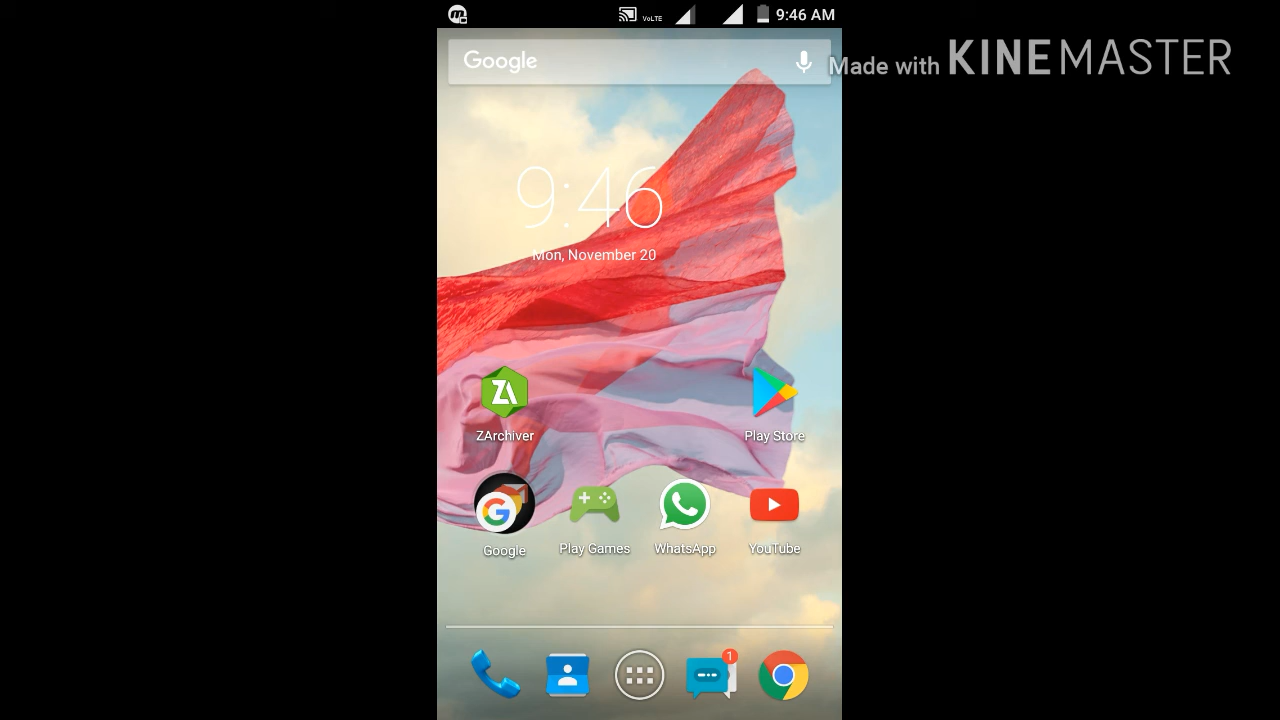 VoLTE 9:46 AM
Google
Made with KINEMASTER
9:46
Mon, November 20
ZA
ZArchiver
Play Store
G
Google
Play Games
WhatsApp
YouTube
1